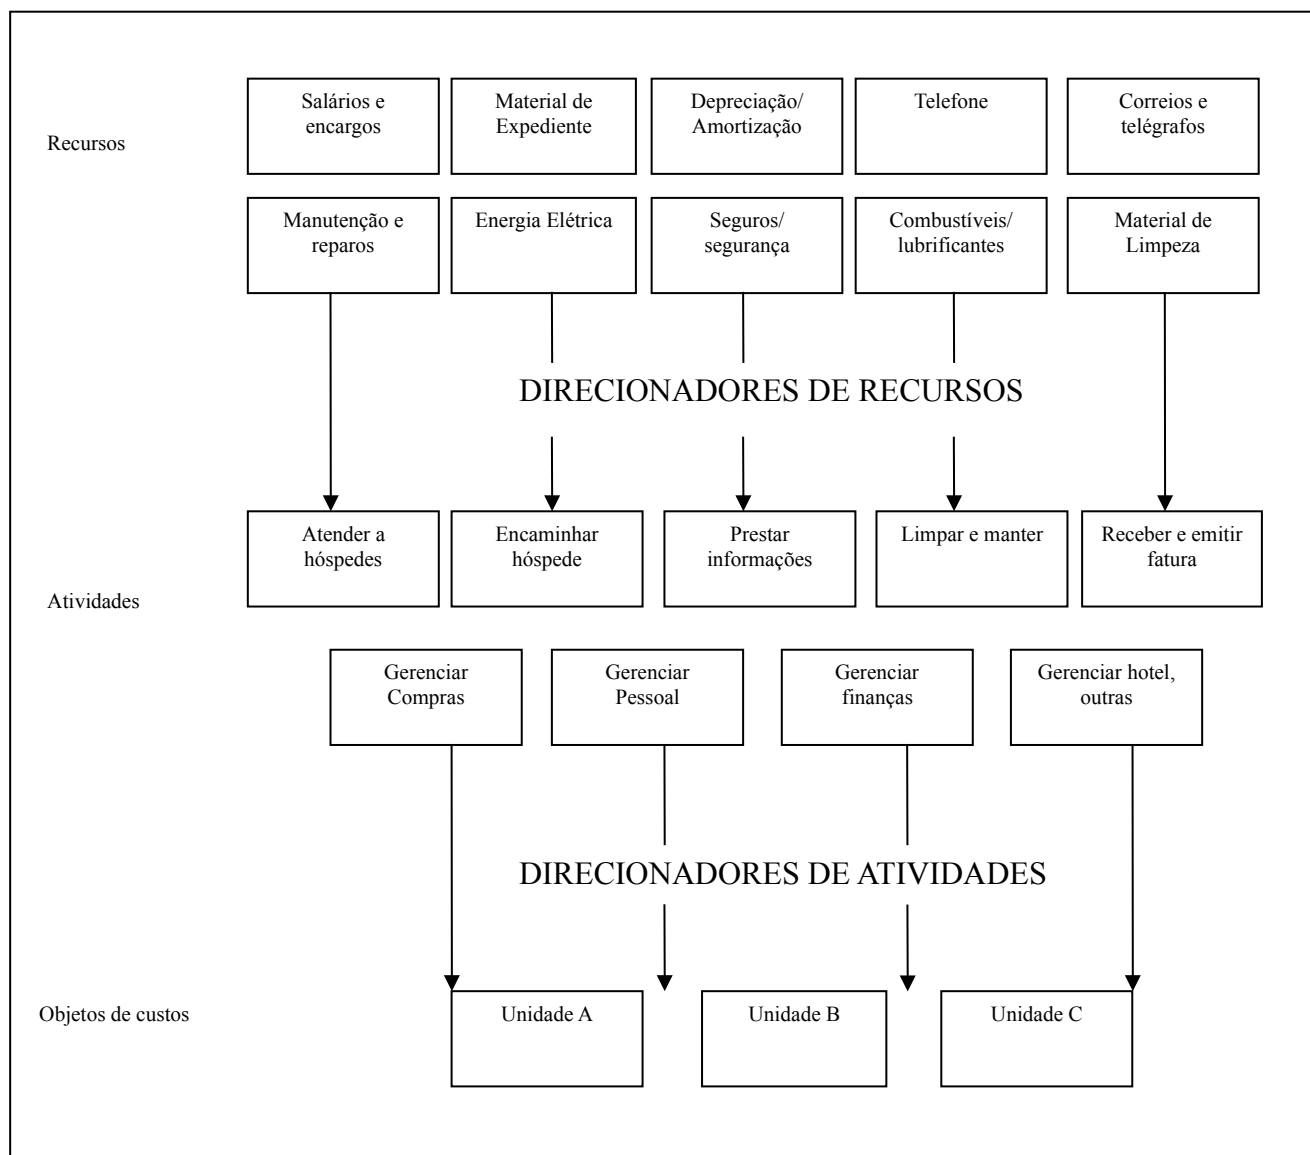 Recursos
Salários e
encargos
Material de
Expediente
Depreciação/
Amortização
Telefone
Correios e
telégrafos
Manutenção e
reparos
Energia Elétrica
Seguros/
segurança
Combustíveis/
lubrificantes
Material de
Limpeza
DIRECIONADORES DE RECURSOS
Atividades
Atender a
hóspedes
Encaminhar
hóspede
Prestar
informações
Limpar e manter
Receber e emitir
fatura
Gerenciar
Compras
Gerenciar
Pessoal
Gerenciar
finanças
Gerenciar hotel,
outras
DIRECIONADORES DE ATIVIDADES
Objetos de custos
Unidade A
Unidade B
Unidade C